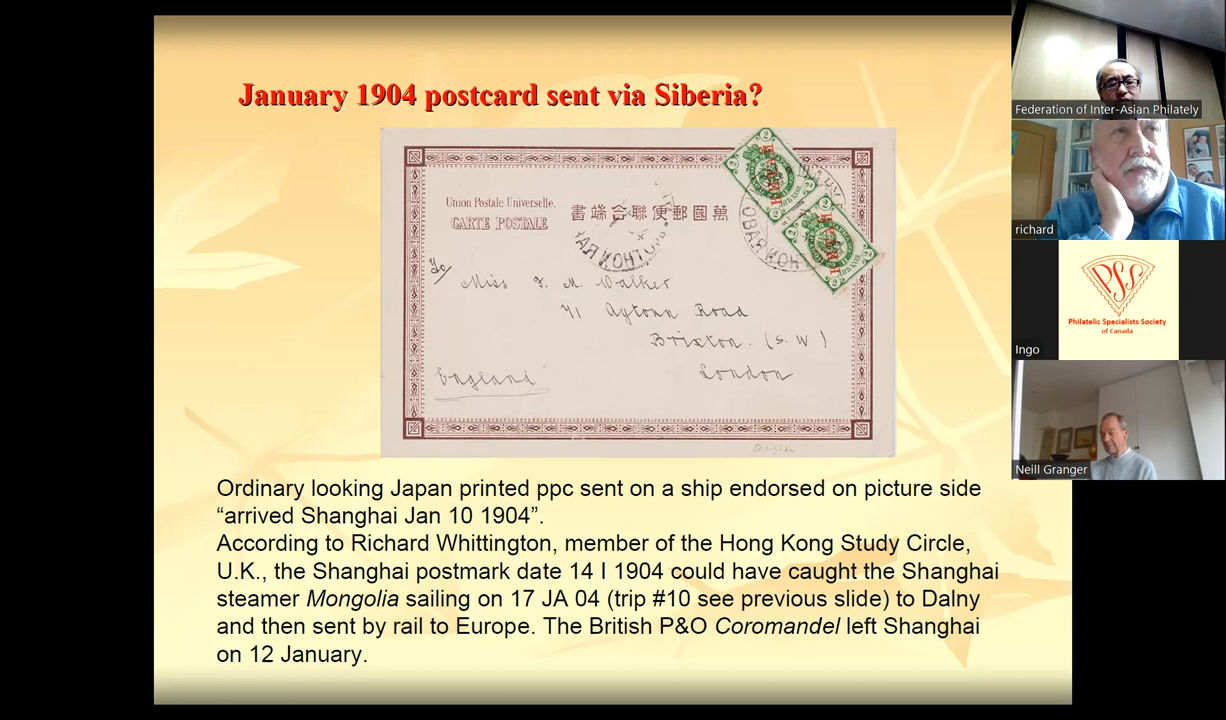 January 1904 postcard sent via Siberia?
Union Postale Universelle.
CARTE POSTALE
書端合聯便郵國萬
To/
Miss F. M. Walker
71 Aytoun Road
Brixton. (S.W)
London
England
Shanghai
Ordinary looking Japan printed ppc sent on a ship endorsed on picture side
“arrived Shanghai Jan 10 1904”.
According to Richard Whittington, member of the Hong Kong Study Circle,
U.K., the Shanghai postmark date 14 I 1904 could have caught the Shanghai
steamer Mongolia sailing on 17 JA 04 (trip #10 see previous slide) to Dalny
and then sent by rail to Europe. The British P&O Coromandel left Shanghai
on 12 January.
Federation of Inter-Asian Philately
richard
PSS
Philatelic Specialists Society
of Canada
Ingo
Neill Granger